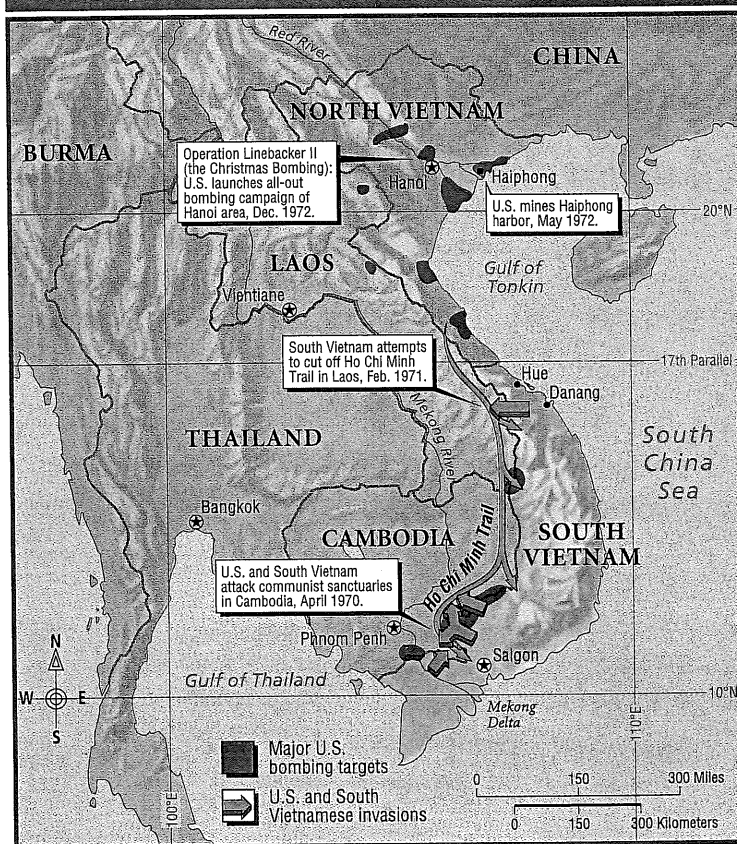 Red River
CHINA
NORTH VIETNAM
BURMA
Operation Linebacker II
(the Christmas Bombing):
U.S. launches all-out
bombing campaign of
Hanoi area, Dec. 1972.
Hanoi
Haiphong
U.S. mines Haiphong
harbor, May 1972.
20°N
LAOS
Gulf of
Tonkin
Vientiane
South Vietnam attempts
to cut off Ho Chi Minh
Trail in Laos, Feb. 1971.
17th Parallel
Hue
Danang
Mekong River
THAILAND
South
China
Sea
Bangkok
CAMBODIA
Ho Chi Minh Trail
SOUTH
VIETNAM
U.S. and South Vietnam
attack communist sanctuaries
in Cambodia, April 1970.
Phnom Penh
Saigon
N
W
E
S
Gulf of Thailand
10°N
Mekong
Delta
110°E
100°E
Major U.S.
bombing targets
U.S. and South
Vietnamese invasions
0 150 300 Miles
0 150 300 Kilometers